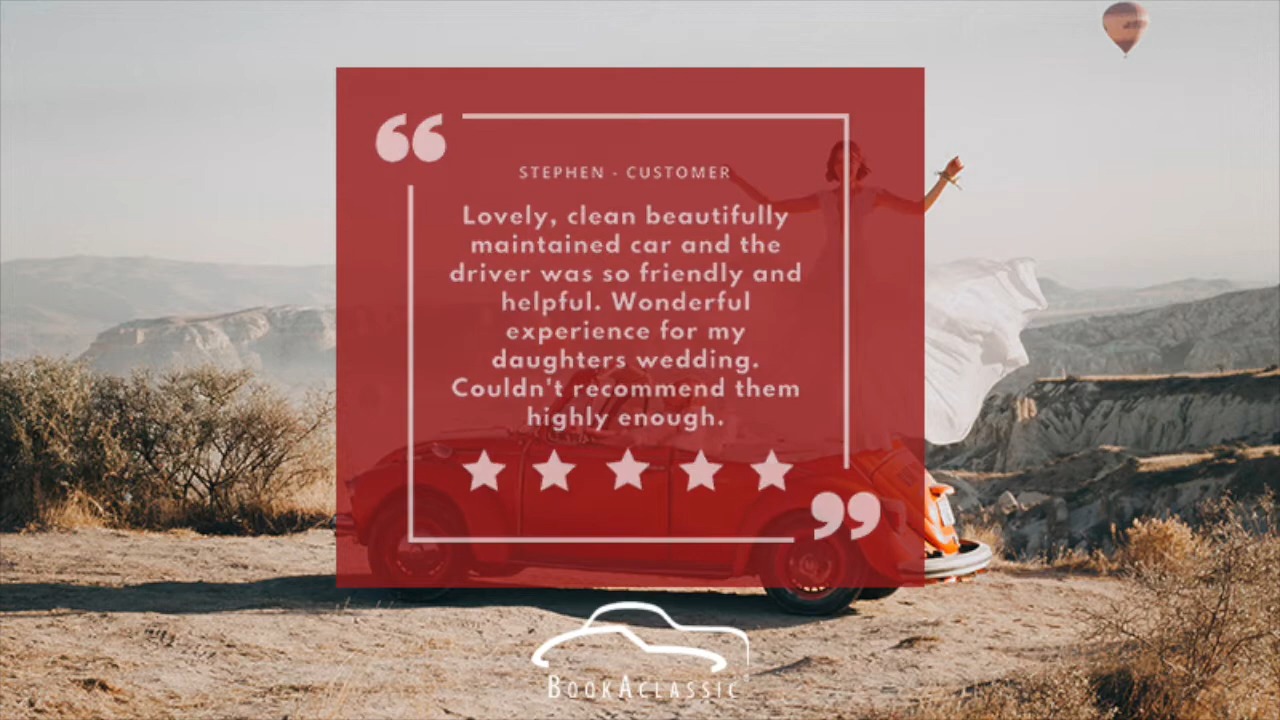 STEPHEN - CUSTOMER
Lovely, clean beautifully
maintained car and the
driver was so friendly and
helpful. Wonderful
experience for my
daughters wedding.
Couldn't recommend them
highly enough.
BOOKACLASSIC